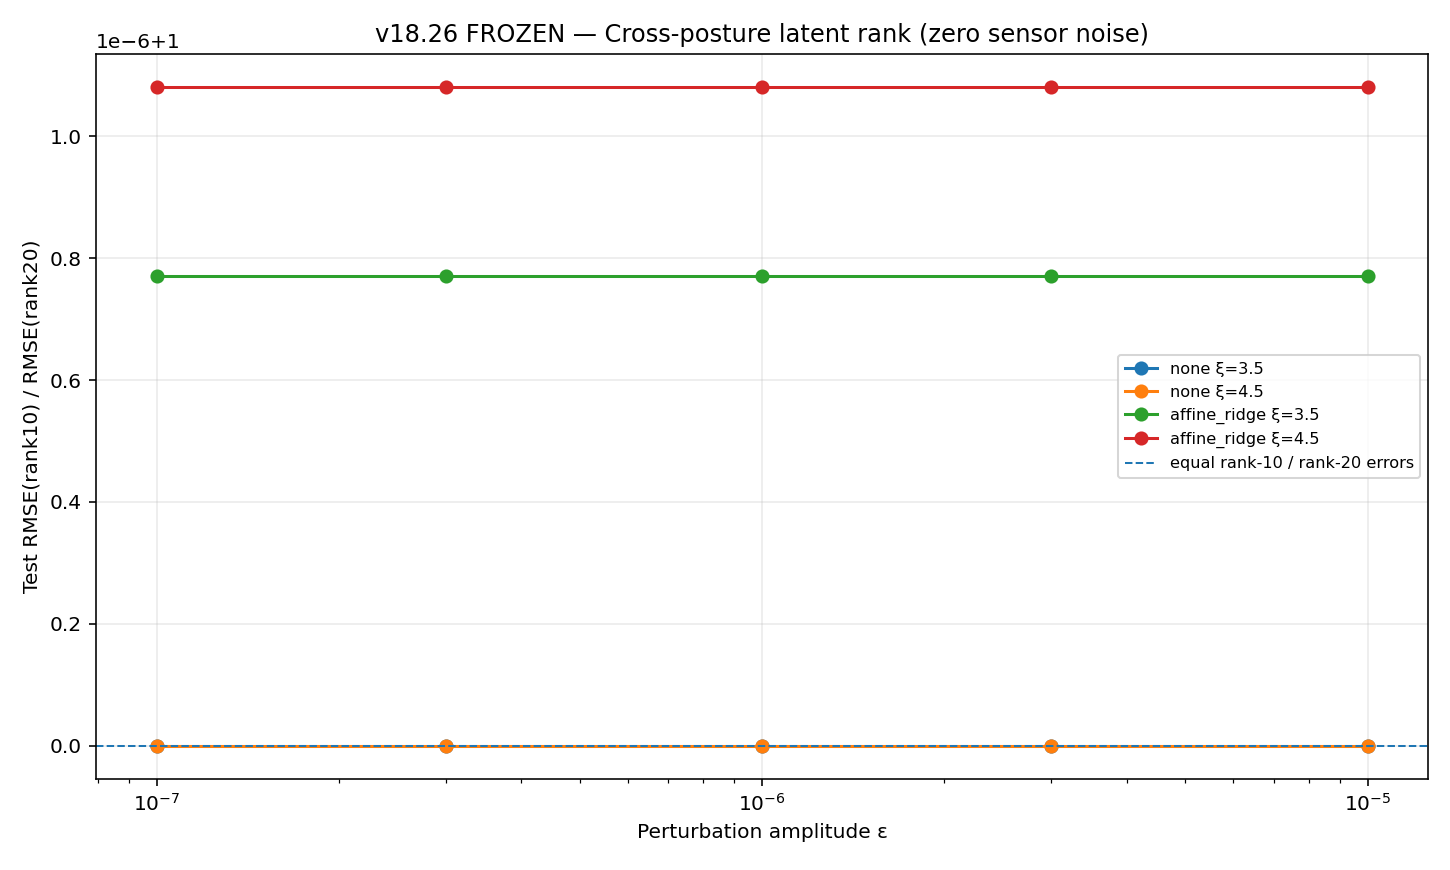 v18.26 FROZEN — Cross-posture latent rank (zero sensor noise)
1e−6+1
1.0
0.8
0.6
0.4
0.2
0.0
Test RMSE(rank10) / RMSE(rank20)
none ξ=3.5
none ξ=4.5
affine_ridge ξ=3.5
affine_ridge ξ=4.5
equal rank-10 / rank-20 errors
10⁻⁷
10⁻⁶
10⁻⁵
Perturbation amplitude ε